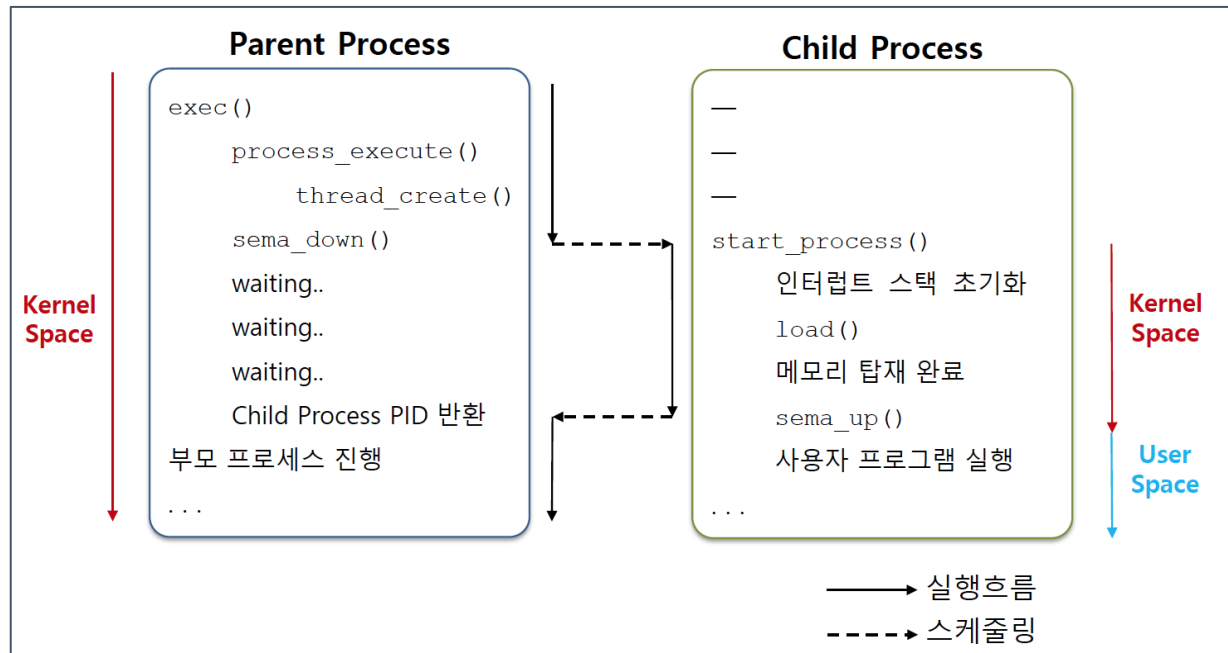 Parent Process
Child Process
Kernel
Space
exec()
process_execute()
thread_create()
sema_down()
waiting..
waiting..
waiting..
Child Process PID 반환
부모 프로세스 진행
...
—
—
—
start_process()
인터럽트 스택 초기화
load()
메모리 탑재 완료
sema_up()
사용자 프로그램 실행
...
Kernel
Space
User
Space
실행흐름
스케줄링